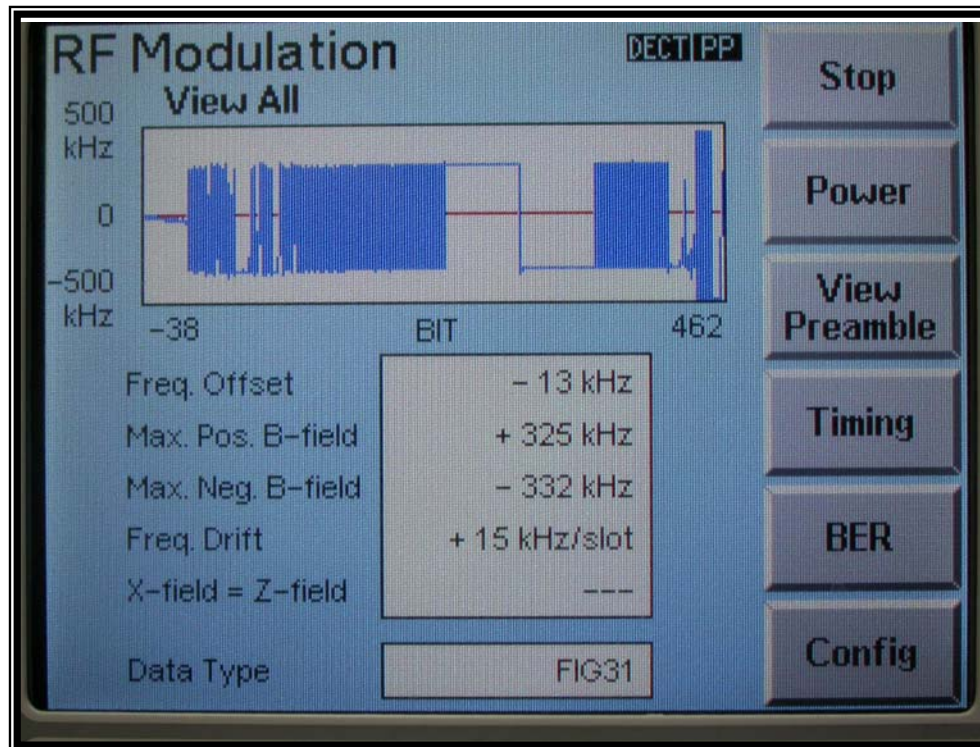 RF Modulation
DECT PP
View All
500
kHz
0
-500
kHz
-38
BIT
462
Freq. Offset
- 13 kHz
Max. Pos. B-field
+ 325 kHz
Max. Neg. B-field
- 332 kHz
Freq. Drift
+ 15 kHz/slot
X-field = Z-field
---
Data Type
FIG31
Stop
Power
View
Preamble
Timing
BER
Config